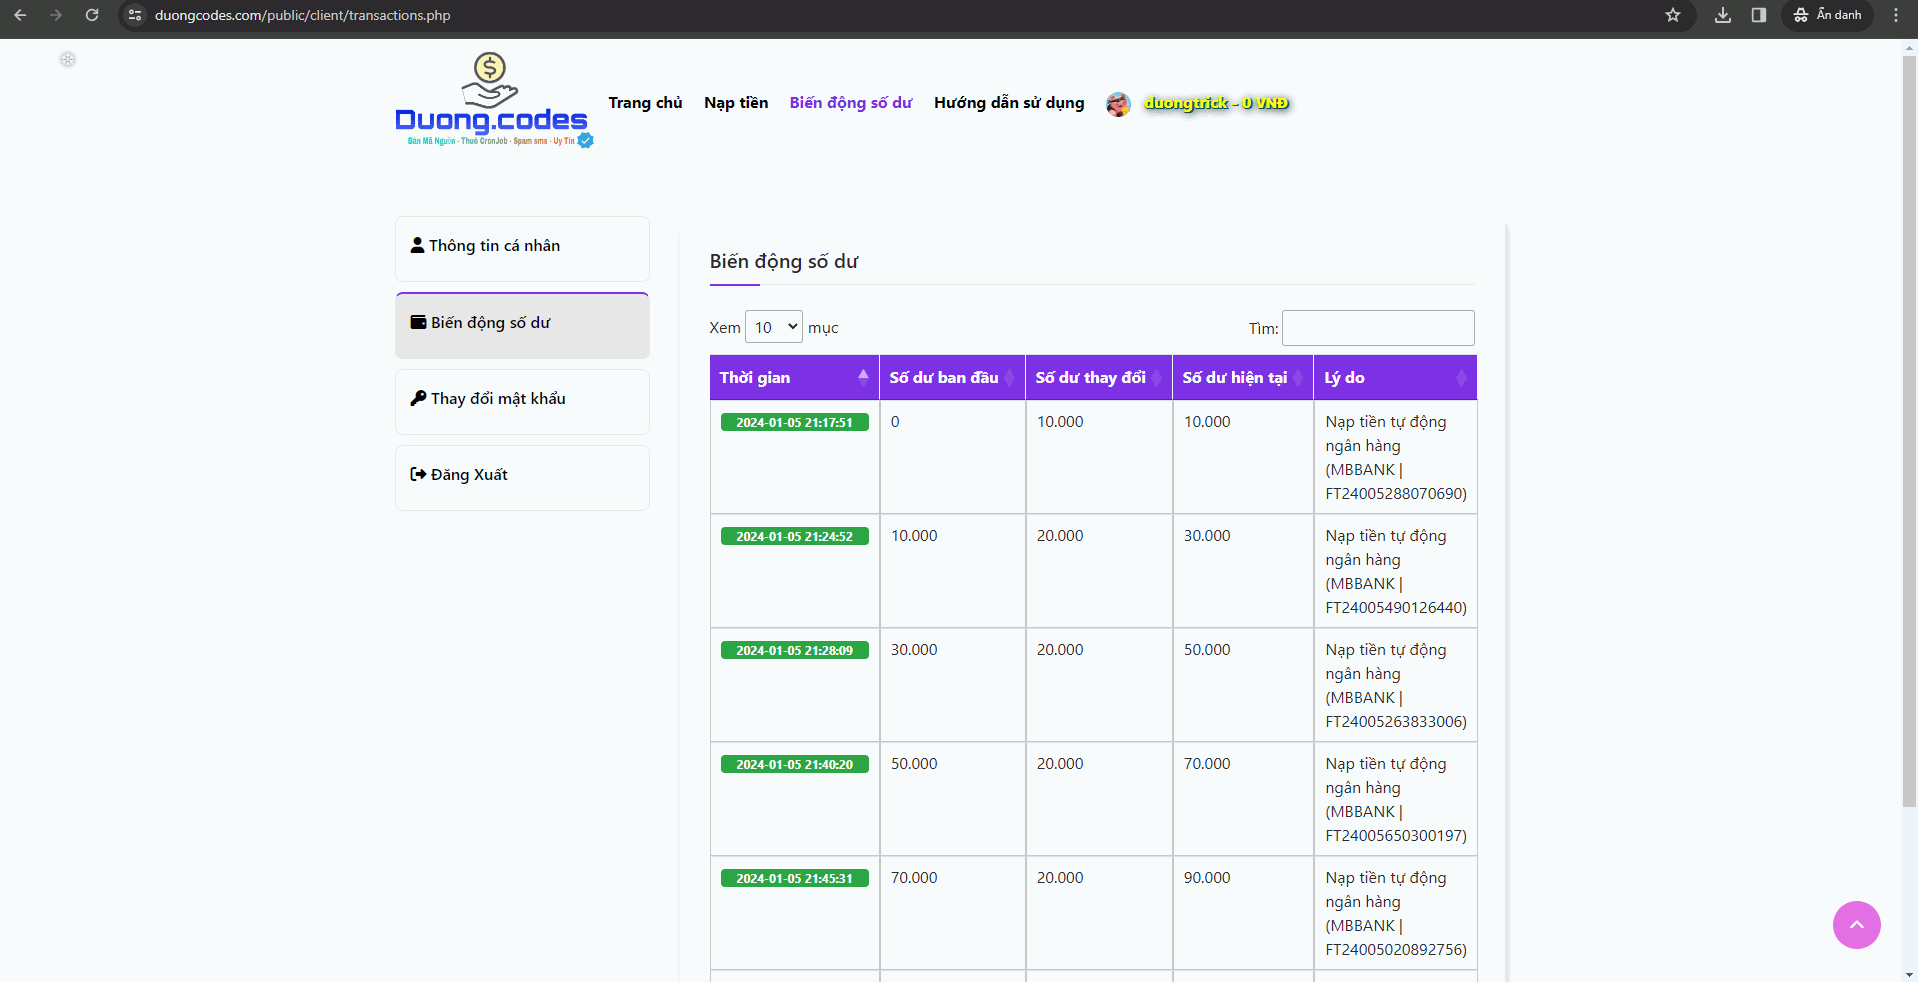 duongcodes.com/public/client/transactions.php
Ẩn danh
Duong.codes
Bán Mã Nguồn - Thuê CronJob - Spam sms - Uy Tín
Trang chủ
Nạp tiền
Biến động số dư
Hướng dẫn sử dụng
duongtrick - 0 VNĐ
Thông tin cá nhân
Biến động số dư
Thay đổi mật khẩu
Đăng Xuất
Biến động số dư
Xem 10 mục
Tìm:
Thời gian Số dư ban đầu Số dư thay đổi Số dư hiện tại Lý do
2024-01-05 21:17:51 0 10.000 10.000 Nạp tiền tự động
ngân hàng
(MBBANK |
FT24005288070690)
2024-01-05 21:24:52 10.000 20.000 30.000 Nạp tiền tự động
ngân hàng
(MBBANK |
FT24005490126440)
2024-01-05 21:28:09 30.000 20.000 50.000 Nạp tiền tự động
ngân hàng
(MBBANK |
FT24005263833006)
2024-01-05 21:40:20 50.000 20.000 70.000 Nạp tiền tự động
ngân hàng
(MBBANK |
FT24005650300197)
2024-01-05 21:45:31 70.000 20.000 90.000 Nạp tiền tự động
ngân hàng
(MBBANK |
FT24005020892756)